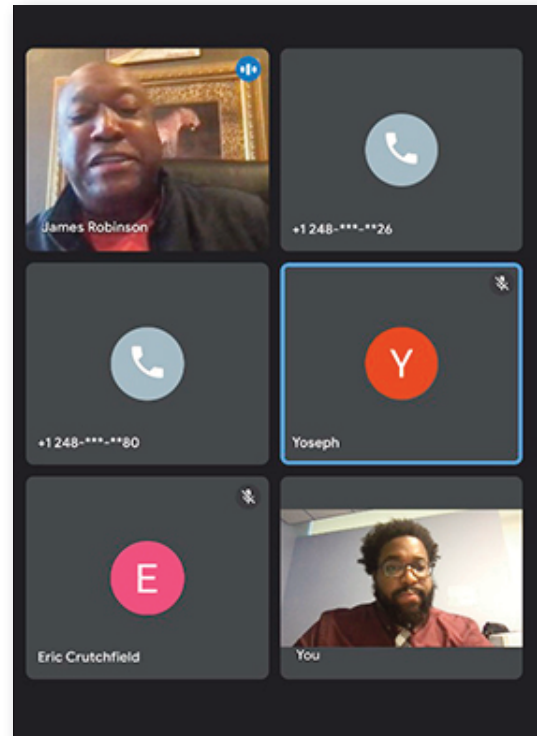 James Robinson
+1 248-***-**26
+1 248-***-**80
Y
Yoseph
E
Eric Crutchfield
You